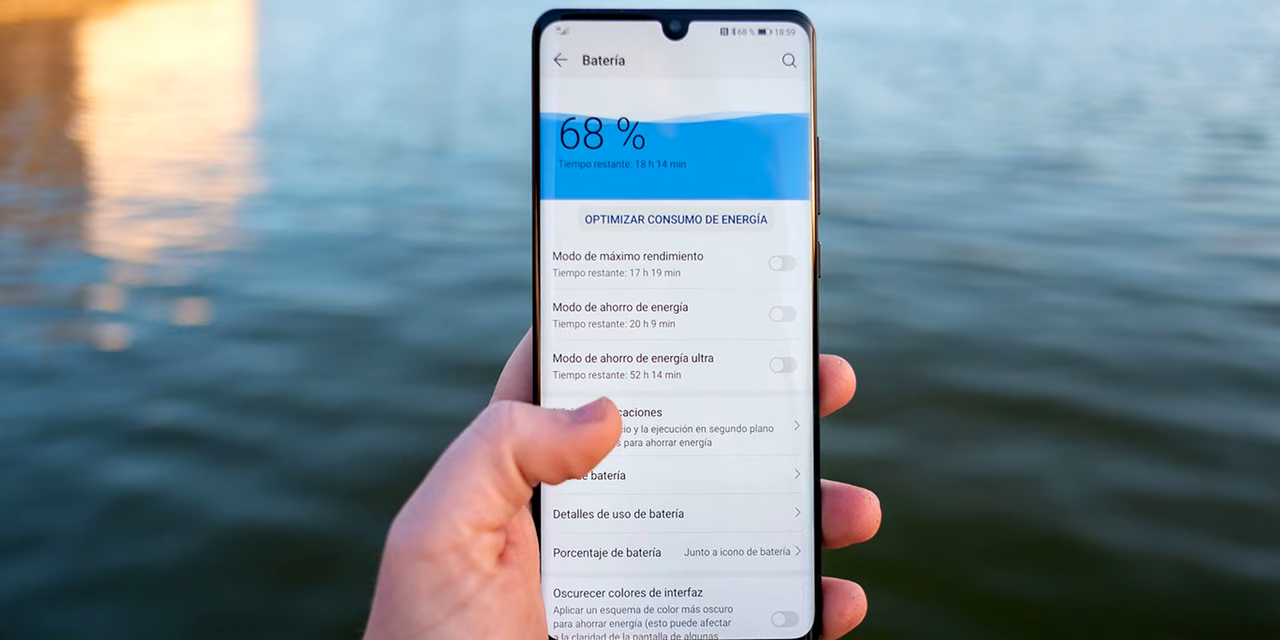 68 % 18:59
Batería
68 %
Tiempo restante: 18 h 14 min
OPTIMIZAR CONSUMO DE ENERGÍA
Modo de máximo rendimiento
Tiempo restante: 17 h 19 min
Modo de ahorro de energía
Tiempo restante: 20 h 9 min
Modo de ahorro de energía ultra
Tiempo restante: 52 h 14 min
caciones
cio y la ejecución en segundo plano
s para ahorrar energía
de batería
Detalles de uso de batería
Porcentaje de batería Junto a icono de batería
Oscurecer colores de interfaz
Aplicar un esquema de color más oscuro
para ahorrar energía (esto puede afectar
a la claridad de la pantalla de algunas